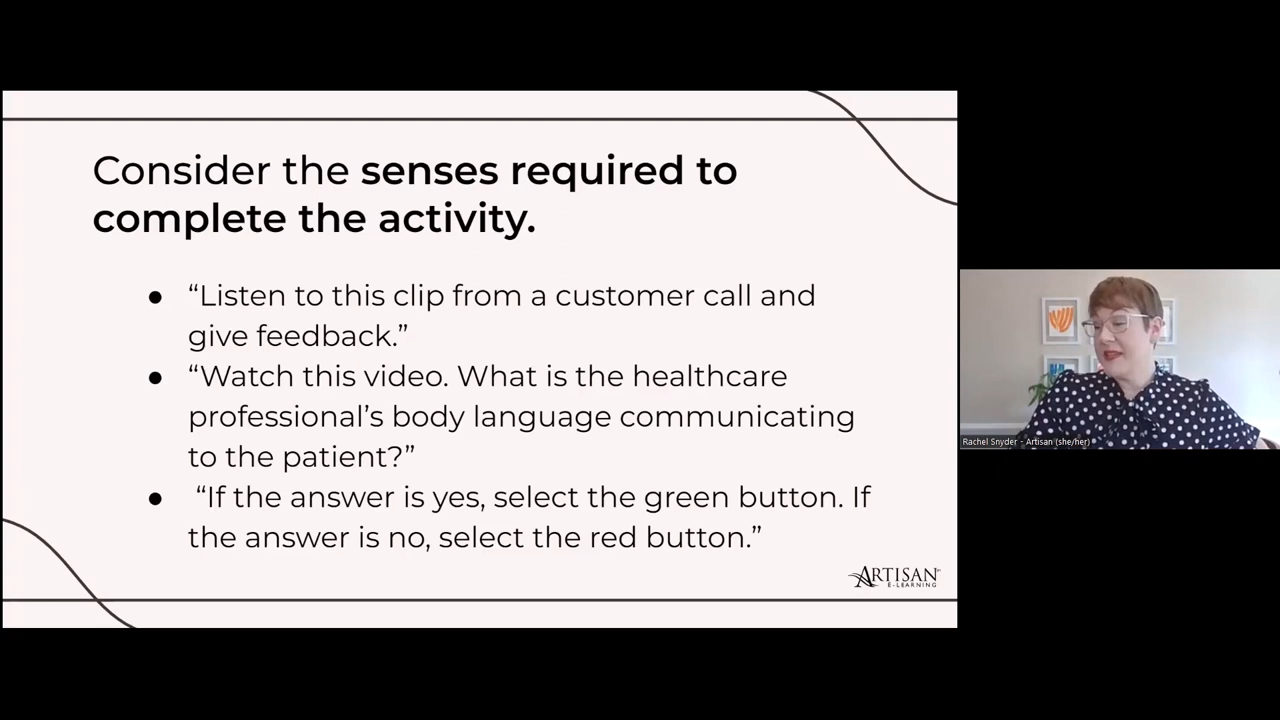 Consider the senses required to
complete the activity.
● “Listen to this clip from a customer call and
give feedback.”
● “Watch this video. What is the healthcare
professional’s body language communicating
to the patient?”
● “If the answer is yes, select the green button. If
the answer is no, select the red button.”
ARTISAN
E-LEARNING
Rachel Snyder - Artisan (she/her)